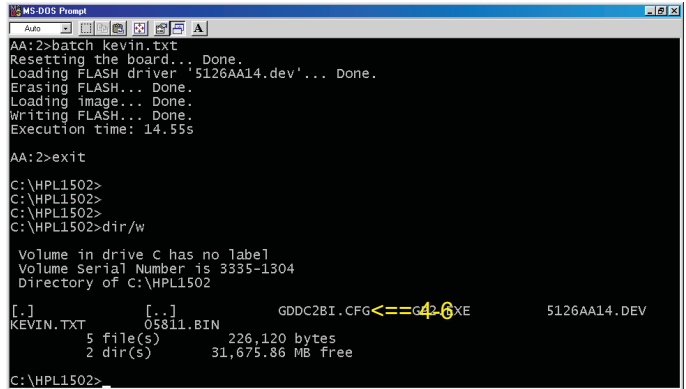 MS-DOS Prompt
Auto
A
AA:2>batch kevin.txt
Resetting the board... Done.
Loading FLASH driver '5126AA14.dev'... Done.
Erasing FLASH... Done.
Loading image... Done.
Writing FLASH... Done.
Execution time: 14.55s
AA:2>exit
C:\HPL1502>
C:\HPL1502>
C:\HPL1502>
C:\HPL1502>dir/w
Volume in drive C has no label
Volume Serial Number is 3335-1304
Directory of C:\HPL1502
[.] [..] GDDC2BI.CFG <== 4-6 5126AA14.DEV
KEVIN.TXT 05811.BIN
5 file(s) 226,120 bytes
2 dir(s) 31,675.86 MB free
C:\HPL1502>_